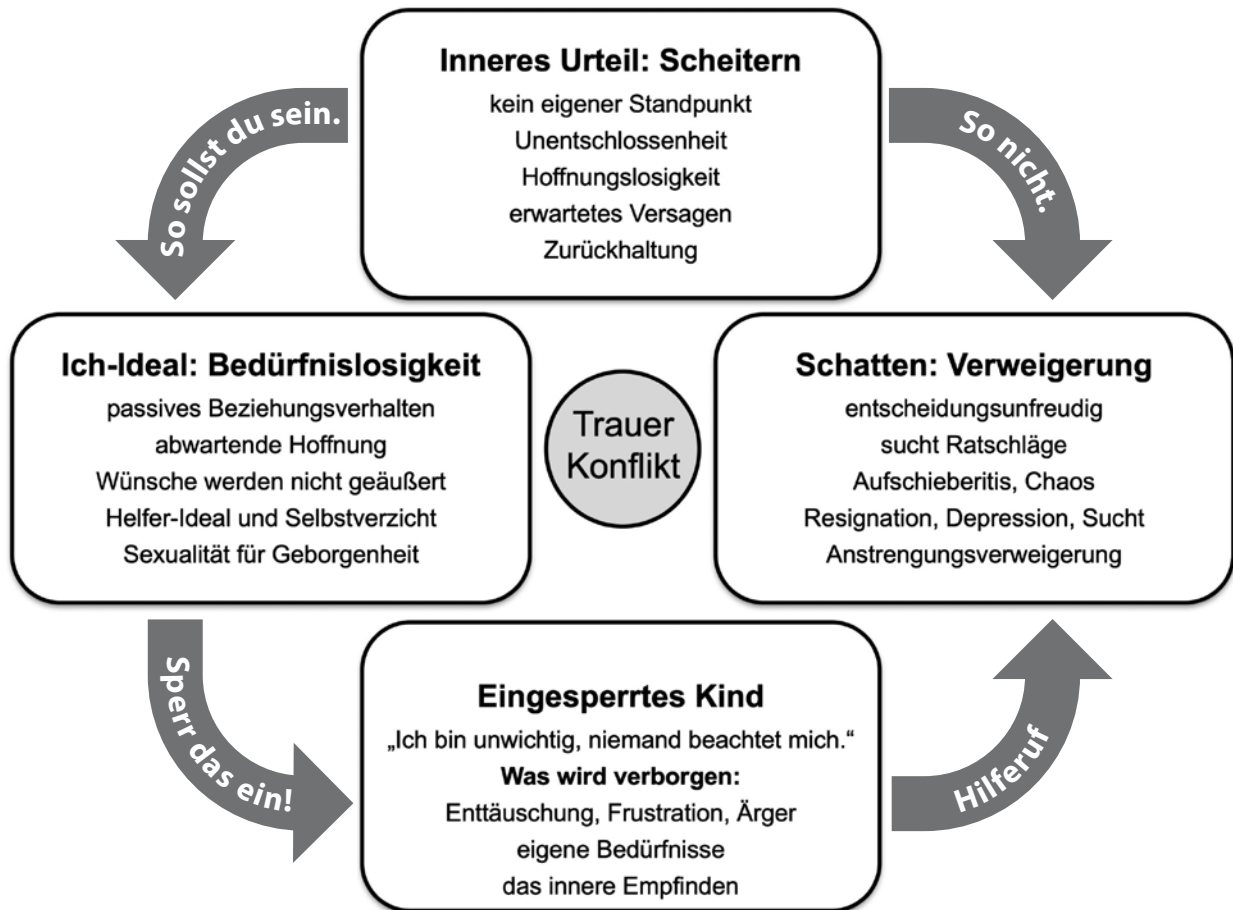 Inneres Urteil: Scheitern
kein eigener Standpunkt
Unentschlossenheit
Hoffnungslosigkeit
erwartetes Versagen
Zurückhaltung
So sollst du sein.
So nicht.
Ich-Ideal: Bedürfnislosigkeit
passives Beziehungsverhalten
abwartende Hoffnung
Wünsche werden nicht geäußert
Helfer-Ideal und Selbstverzicht
Sexualität für Geborgenheit
Trauer
Konflikt
Schatten: Verweigerung
entscheidungsunfreudig
sucht Ratschläge
Aufschieberitis, Chaos
Resignation, Depression, Sucht
Anstrengungsverweigerung
Sperr das ein!
Eingesperrtes Kind
„Ich bin unwichtig, niemand beachtet mich.“
Was wird verborgen:
Enttäuschung, Frustration, Ärger
eigene Bedürfnisse
das innere Empfinden
Hilferuf